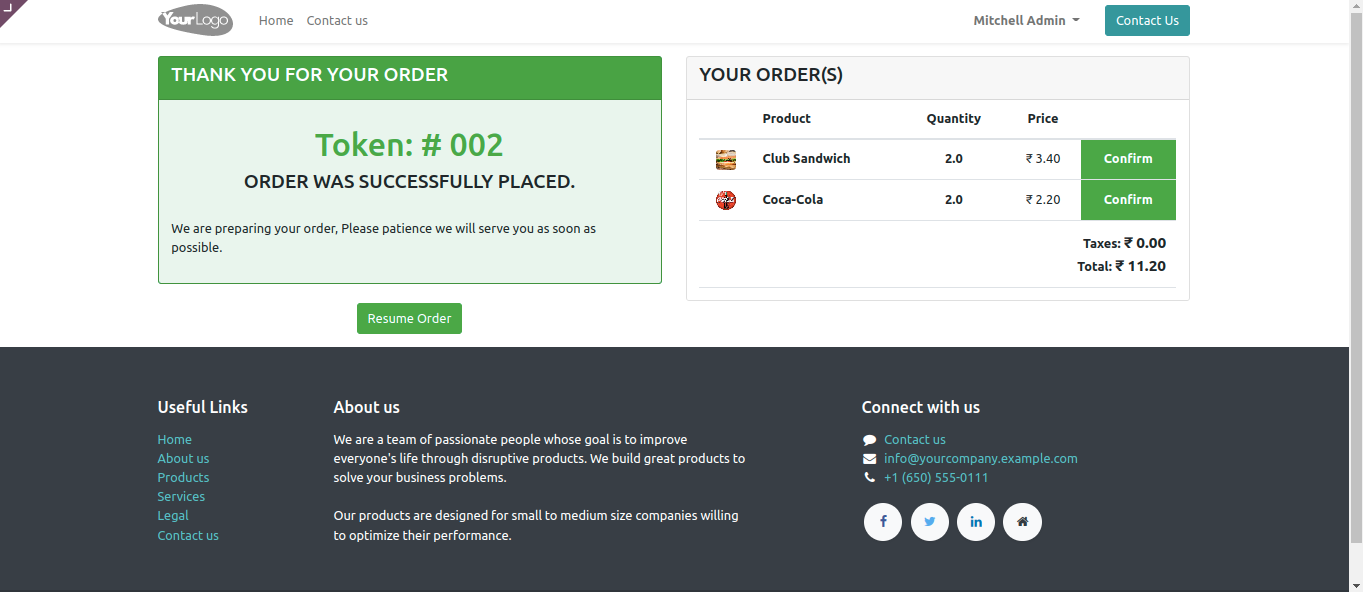 YourLogo
Home Contact us Mitchell Admin Contact Us
THANK YOU FOR YOUR ORDER
Token: # 002
ORDER WAS SUCCESSFULLY PLACED.
We are preparing your order, Please patience we will serve you as soon as
possible.
Resume Order
YOUR ORDER(S)
Product Quantity Price
Club Sandwich 2.0 ₹ 3.40 Confirm
Coca-Cola 2.0 ₹ 2.20 Confirm
Taxes: ₹ 0.00
Total: ₹ 11.20
Useful Links
Home
About us
Products
Services
Legal
Contact us
About us
We are a team of passionate people whose goal is to improve
everyone's life through disruptive products. We build great products to
solve your business problems.
Our products are designed for small to medium size companies willing
to optimize their performance.
Connect with us
Contact us
info@yourcompany.example.com
+1 (650) 555-0111